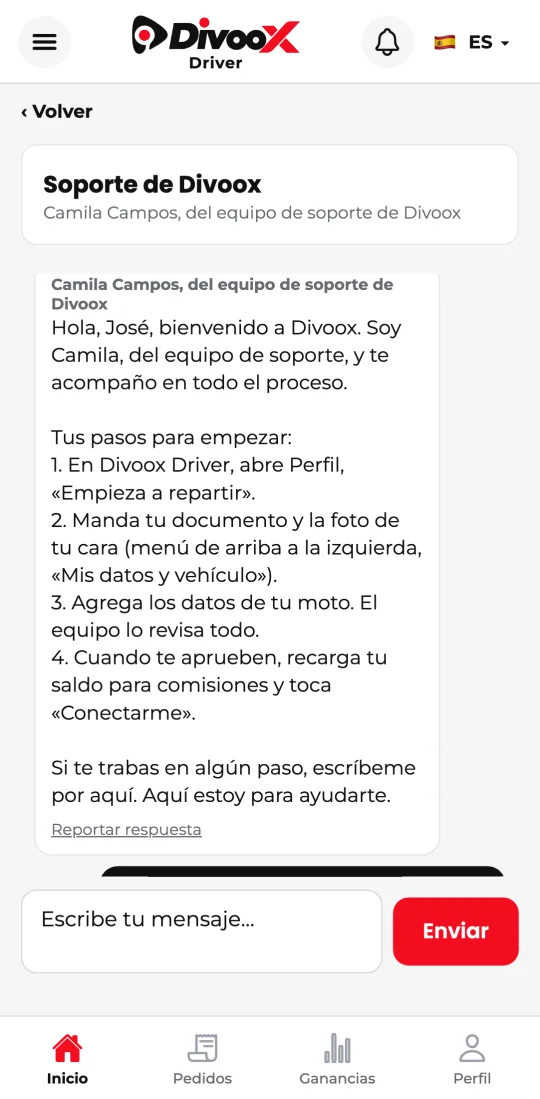 DivooX
Driver
ES
‹ Volver
Soporte de Divoox
Camila Campos, del equipo de soporte de Divoox
Camila Campos, del equipo de soporte de
Divoox
Hola, José, bienvenido a Divoox. Soy
Camila, del equipo de soporte, y te
acompaño en todo el proceso.
Tus pasos para empezar:
1. En Divoox Driver, abre Perfil,
«Empieza a repartir».
2. Manda tu documento y la foto de
tu cara (menú de arriba a la izquierda,
«Mis datos y vehículo»).
3. Agrega los datos de tu moto. El
equipo lo revisa todo.
4. Cuando te aprueben, recarga tu
saldo para comisiones y toca
«Conectarme».
Si te trabas en algún paso, escríbeme
por aquí. Aquí estoy para ayudarte.
Reportar respuesta
Escribe tu mensaje...
Enviar
Inicio
Pedidos
Ganancias
Perfil